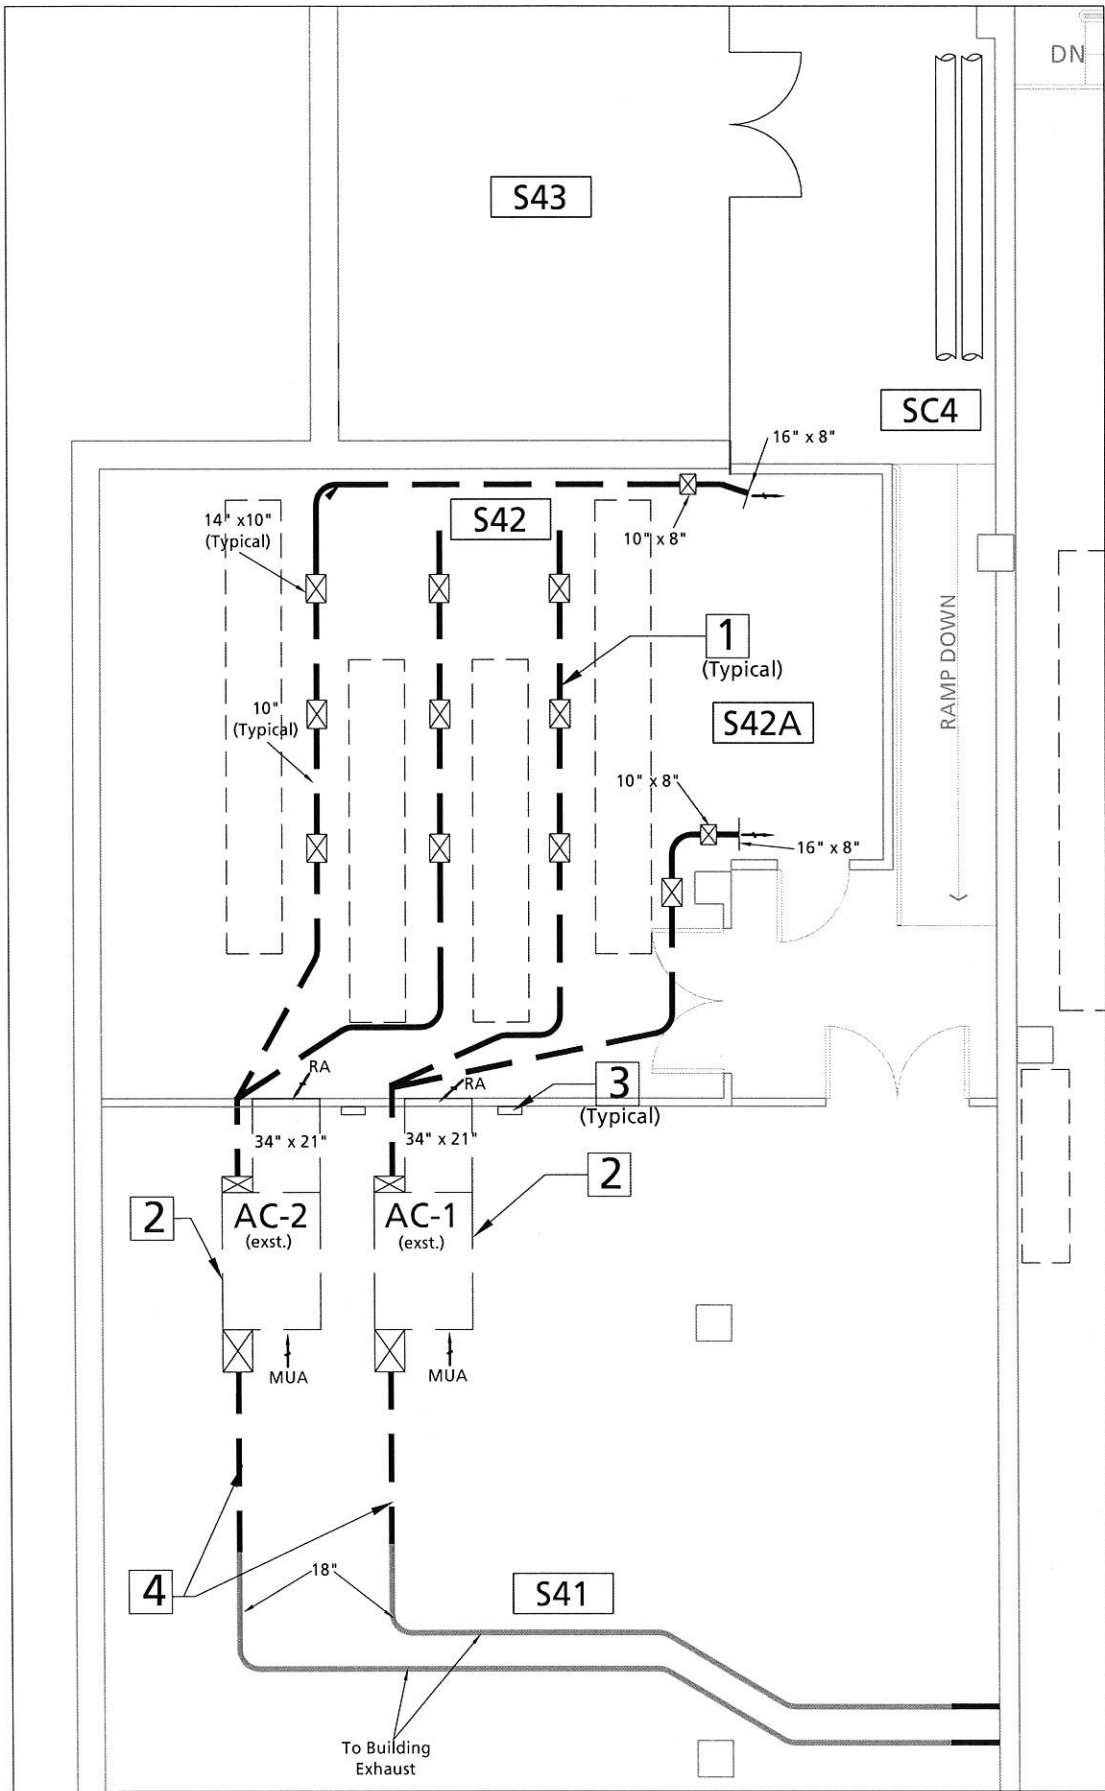 DN
S43
SC4
16" x 8"
S42
14" x10"
(Typical)
10" x 8"
1
(Typical)
RAMP DOWN
10"
(Typical)
S42A
10" x 8"
16" x 8"
RA
RA
3
(Typical)
34" x 21"
34" x 21"
2
2
AC-2
(exst.)
AC-1
(exst.)
MUA
MUA
4
18"
S41
To Building
Exhaust